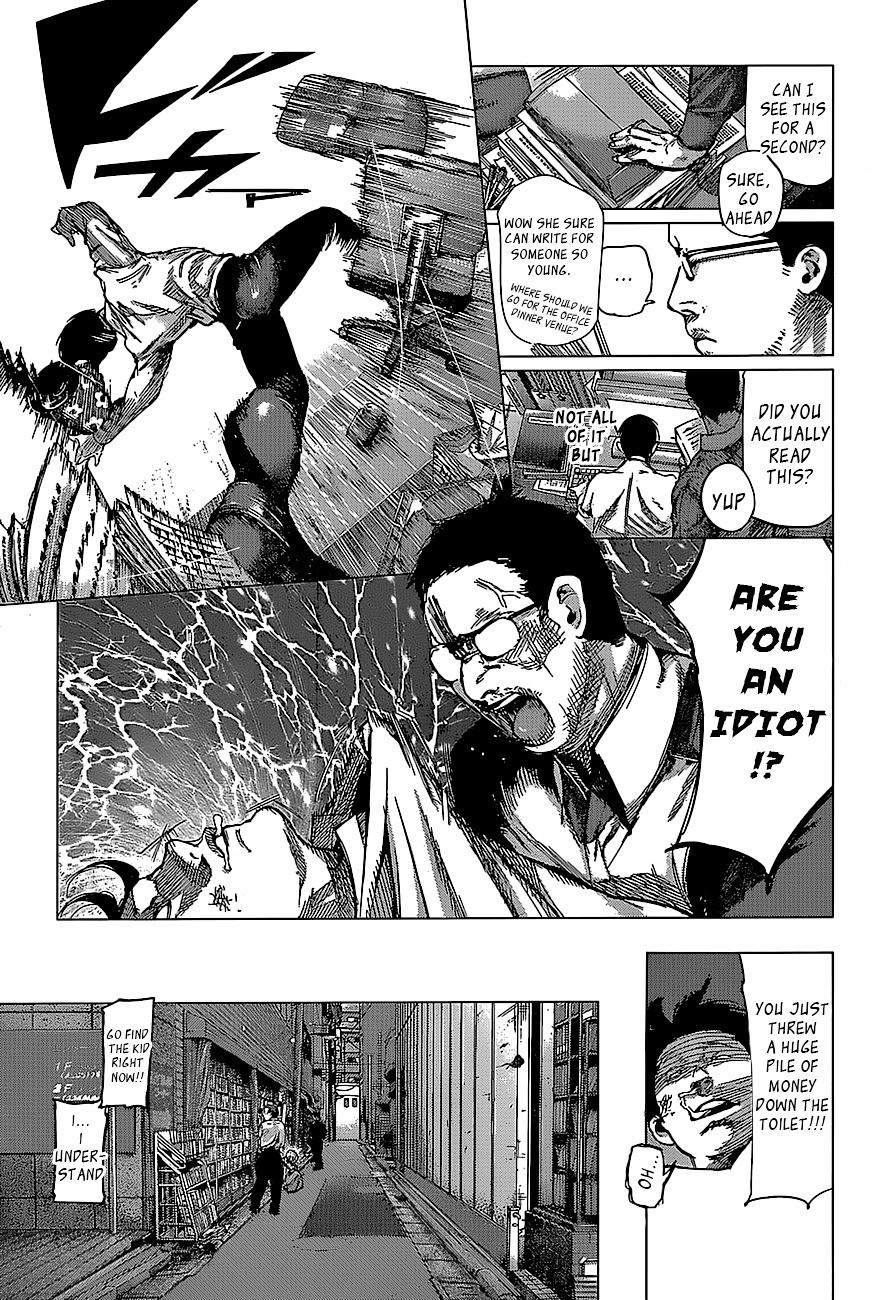 CAN I
SEE THIS
FOR A
SECOND?
SURE,
GO
AHEAD
...
WOW SHE SURE
CAN WRITE FOR
SOMEONE SO
YOUNG.
WHERE SHOULD WE
GO FOR THE OFFICE
DINNER VENUE?
DID YOU
ACTUALLY
READ
THIS?
YUP
NOT ALL
OF IT
BUT
ARE
YOU
AN
IDIOT
!?
YOU JUST
THREW
A HUGE
PILE OF
MONEY
DOWN THE
TOILET!!!
OH
...
GO FIND
THE KID
RIGHT
NOW!!
I...
I
UNDER-
STAND
1F
2F